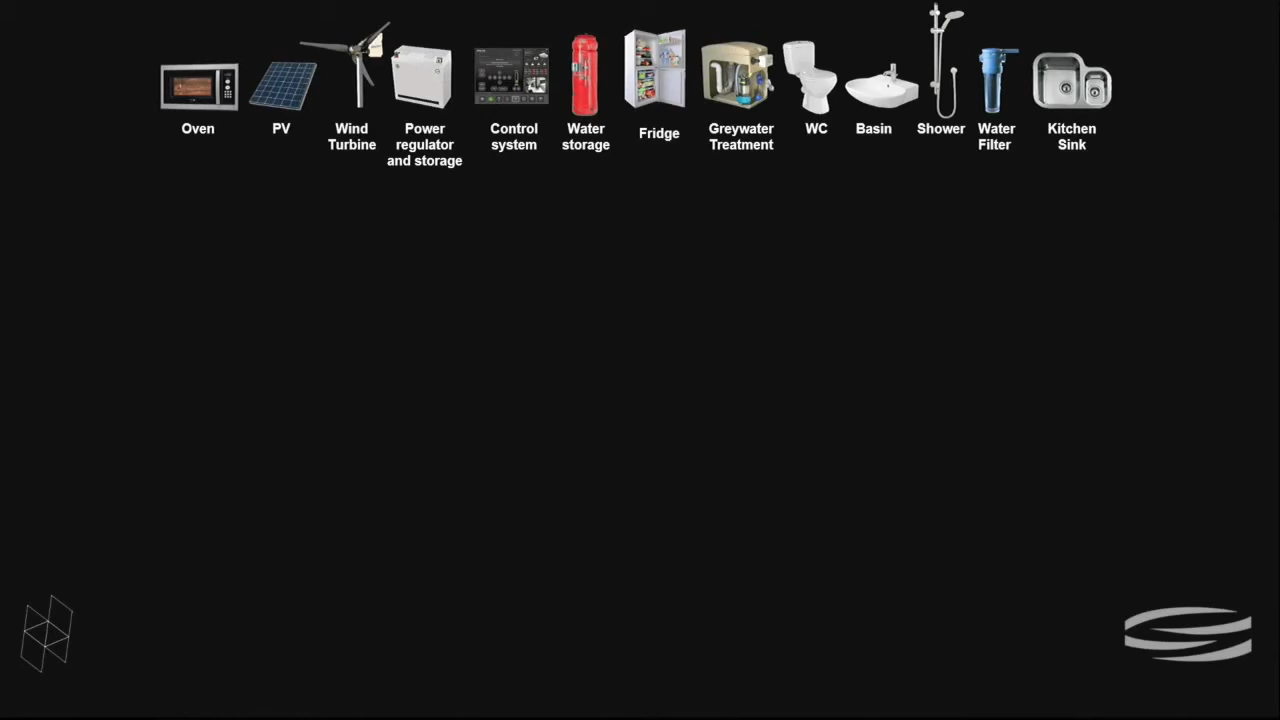 Oven
PV
Wind
Turbine
Power
regulator
and storage
Control
system
Water
storage
Fridge
Greywater
Treatment
WC
Basin
Shower
Water
Filter
Kitchen
Sink